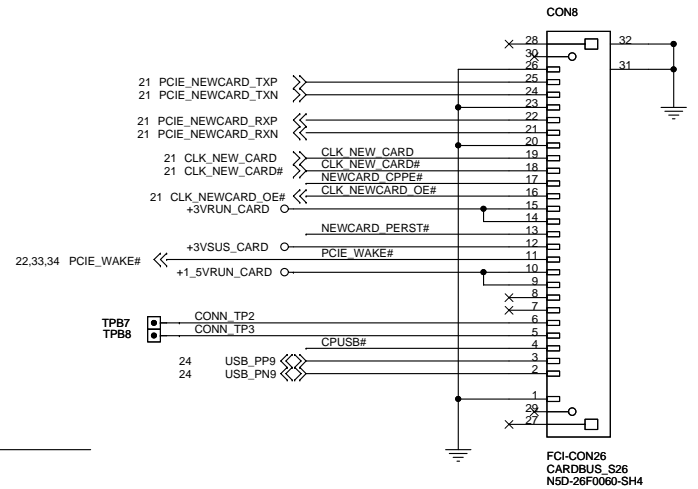 CON8
28 32
30
26 31
21 PCIE_NEWCARD_TXP 25
21 PCIE_NEWCARD_TXN 24
23
21 PCIE_NEWCARD_RXP 22
21 PCIE_NEWCARD_RXN 21
20
21 CLK_NEW_CARD CLK_NEW_CARD 19
21 CLK_NEW_CARD# CLK_NEW_CARD# 18
NEWCARD_CPPE# 17
21 CLK_NEWCARD_OE# CLK_NEWCARD_OE# 16
+3VRUN_CARD 15
14
NEWCARD_PERST# 13
+3VSUS_CARD 12
22,33,34 PCIE_WAKE# PCIE_WAKE# 11
+1_5VRUN_CARD 10
9
8
7
TPB7 CONN_TP2 6
TPB8 CONN_TP3 5
CPUSB# 4
24 USB_PP9 3
24 USB_PN9 2
1
29
27
FCI-CON26
CARDBUS_S26
N5D-26F0060-SH4